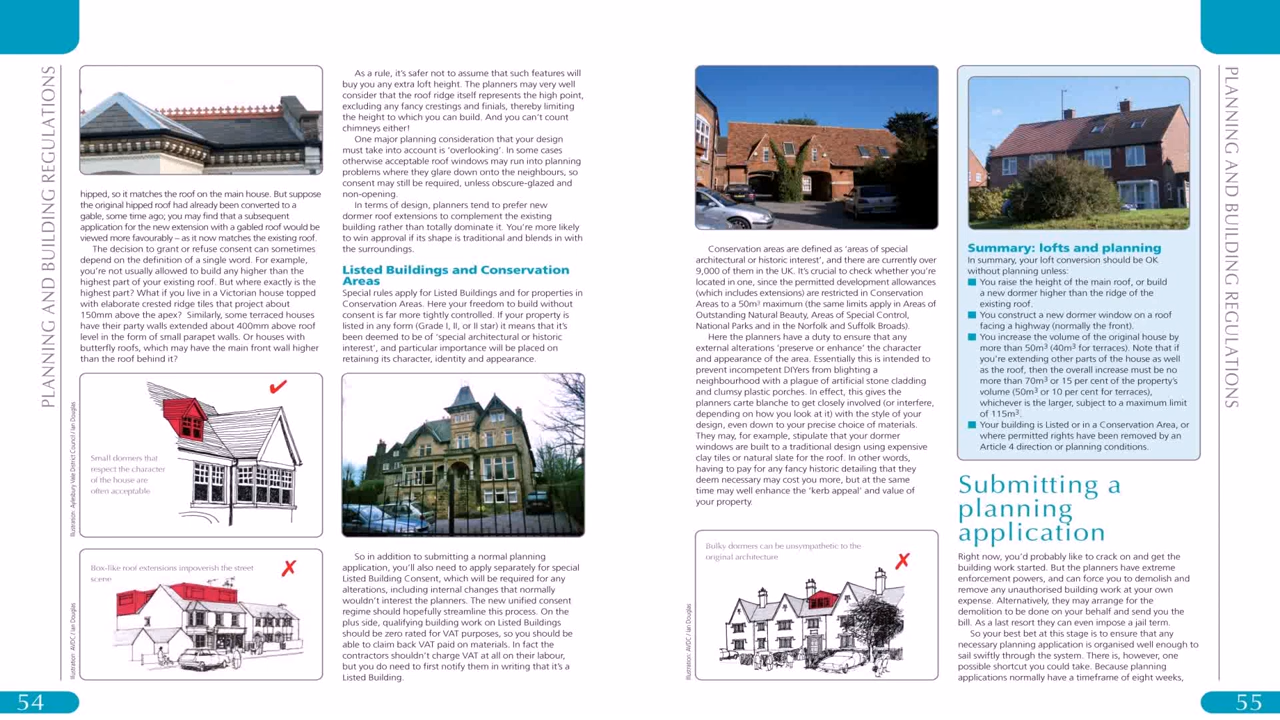 PLANNING AND BUILDING REGULATIONS
hipped, so it matches the roof on the main house. But suppose
the original hipped roof had already been converted to a
gable, some time ago; you may find that a subsequent
application for the new extension with a gabled roof would be
viewed more favourably – as it now matches the existing roof.
The decision to grant or refuse consent can sometimes
depend on the definition of a single word. For example,
you're not usually allowed to build any higher than the
highest part of your existing roof. But where exactly is the
highest part? What if you live in a Victorian house topped
with elaborate crested ridge tiles that project about
150mm above the apex? Similarly, some terraced houses
have their party walls extended about 400mm above roof
level in the form of small parapet walls. Or houses with
butterfly roofs, which may have the main front wall higher
than the roof behind it?
Small dormers that
respect the character
of the house are
often acceptable
Illustration: Aylesbury Vale District Council / Ian Douglas
Box-like roof extensions impoverish the street
scene
Illustration: AVDC / Ian Douglas
54
As a rule, it's safer not to assume that such features will
buy you any extra loft height. The planners may very well
consider that the roof ridge itself represents the high point,
excluding any fancy crestings and finials, thereby limiting
the height to which you can build. And you can't count
chimneys either!
One major planning consideration that your design
must take into account is 'overlooking'. In some cases
otherwise acceptable roof windows may run into planning
problems where they glare down onto the neighbours, so
consent may still be required, unless obscure-glazed and
non-opening.
In terms of design, planners tend to prefer new
dormer roof extensions to complement the existing
building rather than totally dominate it. You're more likely
to win approval if its shape is traditional and blends in with
the surroundings.
Listed Buildings and Conservation
Areas
Special rules apply for Listed Buildings and for properties in
Conservation Areas. Here your freedom to build without
consent is far more tightly controlled. If your property is
listed in any form (Grade I, II, or II star) it means that it's
been deemed to be of 'special architectural or historic
interest', and particular importance will be placed on
retaining its character, identity and appearance.
So in addition to submitting a normal planning
application, you'll also need to apply separately for special
Listed Building Consent, which will be required for any
alterations, including internal changes that normally
wouldn't interest the planners. The new unified consent
regime should hopefully streamline this process. On the
plus side, qualifying building work on Listed Buildings
should be zero rated for VAT purposes, so you should be
able to claim back VAT paid on materials. In fact the
contractors shouldn't charge VAT at all on their labour,
but you do need to first notify them in writing that it's a
Listed Building.
Conservation areas are defined as 'areas of special
architectural or historic interest', and there are currently over
9,000 of them in the UK. It's crucial to check whether you're
located in one, since the permitted development allowances
(which includes extensions) are restricted in Conservation
Areas to a 50m³ maximum (the same limits apply in Areas of
Outstanding Natural Beauty, Areas of Special Control,
National Parks and in the Norfolk and Suffolk Broads).
Here the planners have a duty to ensure that any
external alterations 'preserve or enhance' the character
and appearance of the area. Essentially this is intended to
prevent incompetent DIYers from blighting a
neighbourhood with a plague of artificial stone cladding
and clumsy plastic porches. In effect, this gives the
planners carte blanche to get closely involved (or interfere,
depending on how you look at it) with the style of your
design, even down to your precise choice of materials.
They may, for example, stipulate that your dormer
windows are built to a traditional design using expensive
clay tiles or natural slate for the roof. In other words,
having to pay for any fancy historic detailing that they
deem necessary may cost you more, but at the same
time may well enhance the 'kerb appeal' and value of
your property.
Bulky dormers can be unsympathetic to the
original architecture
Illustration: AVDC / Ian Douglas
Summary: lofts and planning
In summary, your loft conversion should be OK
without planning unless:
■ You raise the height of the main roof, or build
a new dormer higher than the ridge of the
existing roof.
■ You construct a new dormer window on a roof
facing a highway (normally the front).
■ You increase the volume of the original house by
more than 50m³ (40m³ for terraces). Note that if
you're extending other parts of the house as well
as the roof, then the overall increase must be no
more than 70m³ or 15 per cent of the property's
volume (50m³ or 10 per cent for terraces),
whichever is the larger, subject to a maximum limit
of 115m³.
■ Your building is Listed or in a Conservation Area, or
where permitted rights have been removed by an
Article 4 direction or planning conditions.
Submitting a
planning
application
Right now, you'd probably like to crack on and get the
building work started. But the planners have extreme
enforcement powers, and can force you to demolish and
remove any unauthorised building work at your own
expense. Alternatively, they may arrange for the
demolition to be done on your behalf and send you the
bill. As a last resort they can even impose a jail term.
So your best bet at this stage is to ensure that any
necessary planning application is organised well enough to
sail swiftly through the system. There is, however, one
possible shortcut you could take. Because planning
applications normally have a timeframe of eight weeks,
PLANNING AND BUILDING REGULATIONS
55